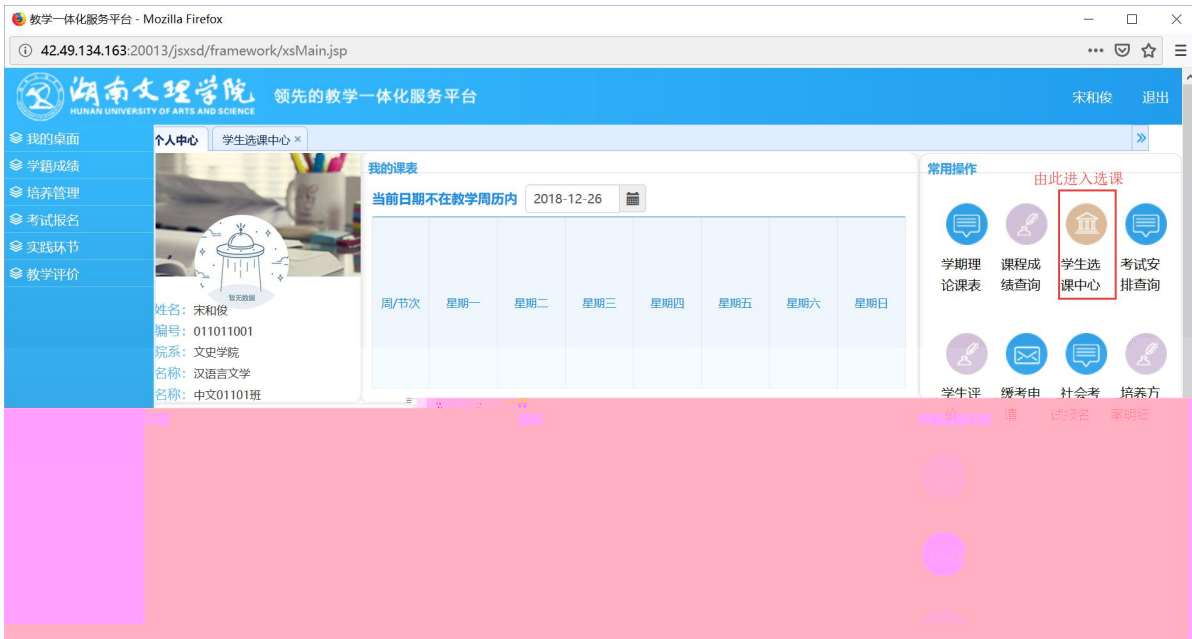 教学一体化服务平台 - Mozilla Firefox
42.49.134.163:20013/jsxsd/framework/xsMain.jsp
湖南文理学院
HUNAN UNIVERSITY OF ARTS AND SCIENCE
领先的教学一体化服务平台
宋和俊 退出
我的桌面
学籍成绩
培养管理
考试报名
实践环节
教学评价
个人中心 学生选课中心 ×
暂无数据
姓名：宋和俊
编号：011011001
院系：文史学院
名称：汉语言文学
名称：中文01101班
我的课表
当前日期不在教学周历内 2018-12-26
周/节次 星期一 星期二 星期三 星期四 星期五 星期六 星期日
常用操作
由此进入选课
学期理 课程成 学生选 考试安
论课表 绩查询 课中心 排查询
学生评 缓考申 社会考 培养方
价 请 试报名 案明细